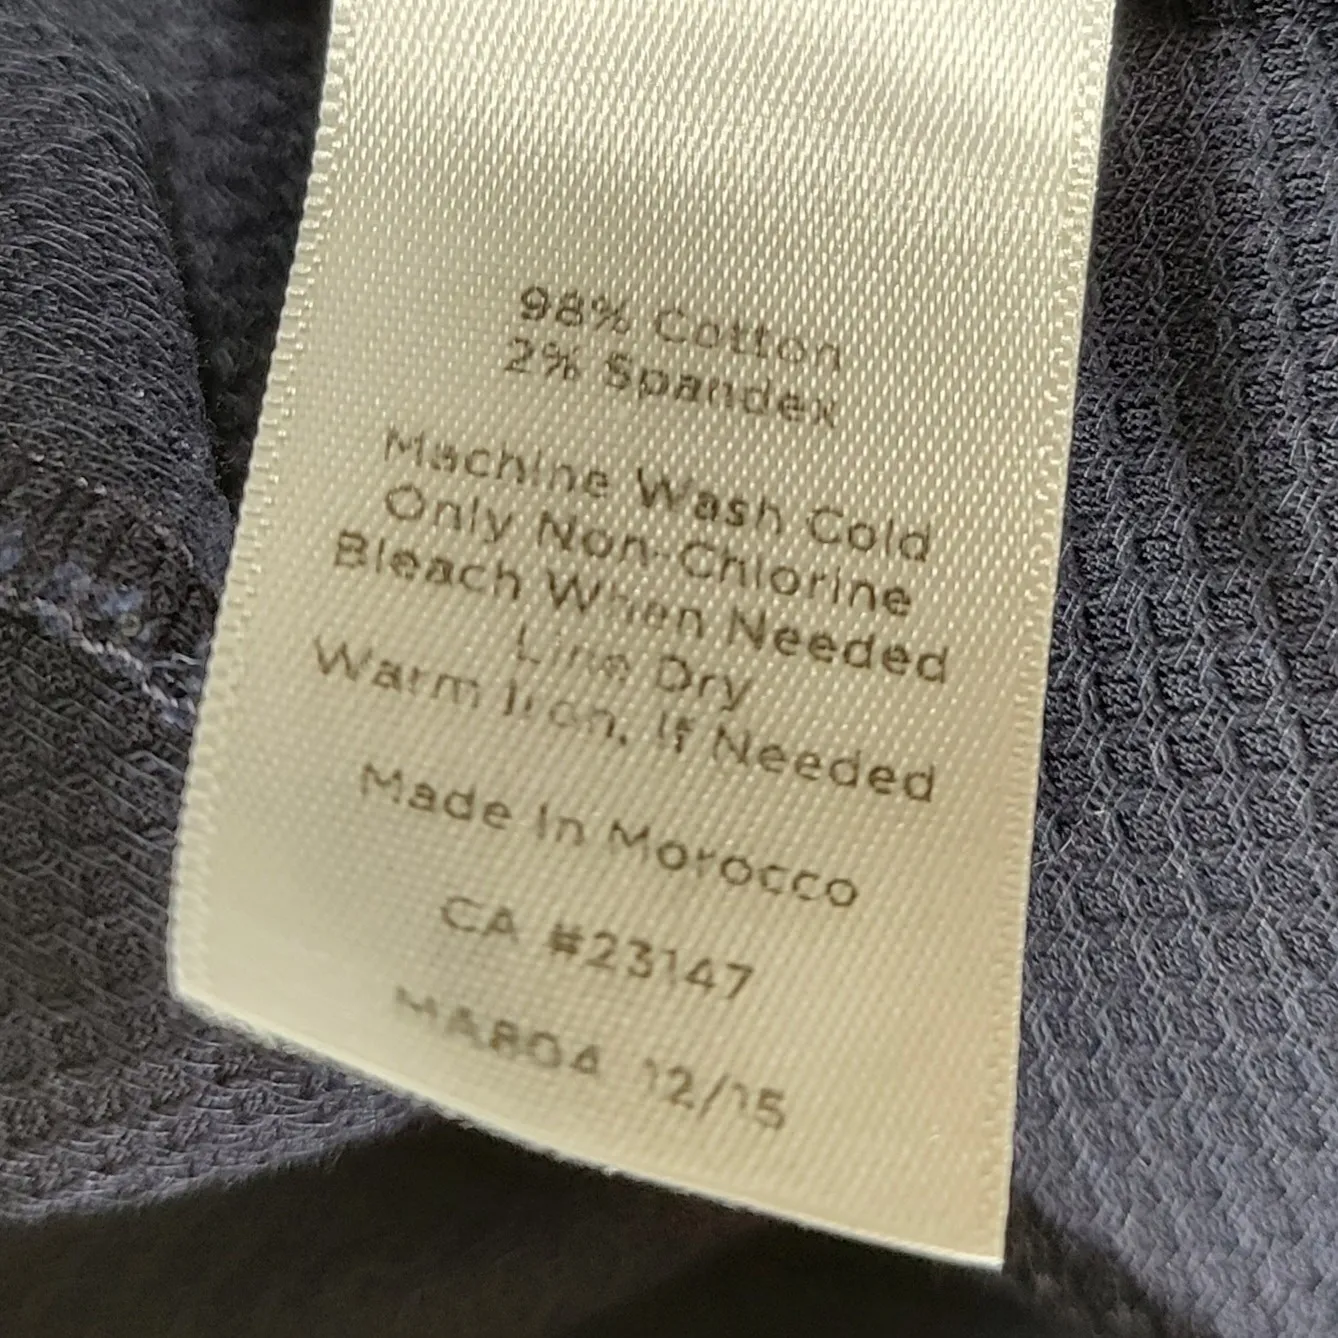 98% Cotton
2% Spandex
Machine Wash Cold
Only Non-Chlorine
Bleach When Needed
Line Dry
Warm Iron, If Needed
Made In Morocco
CA #23147
MA804 12/15